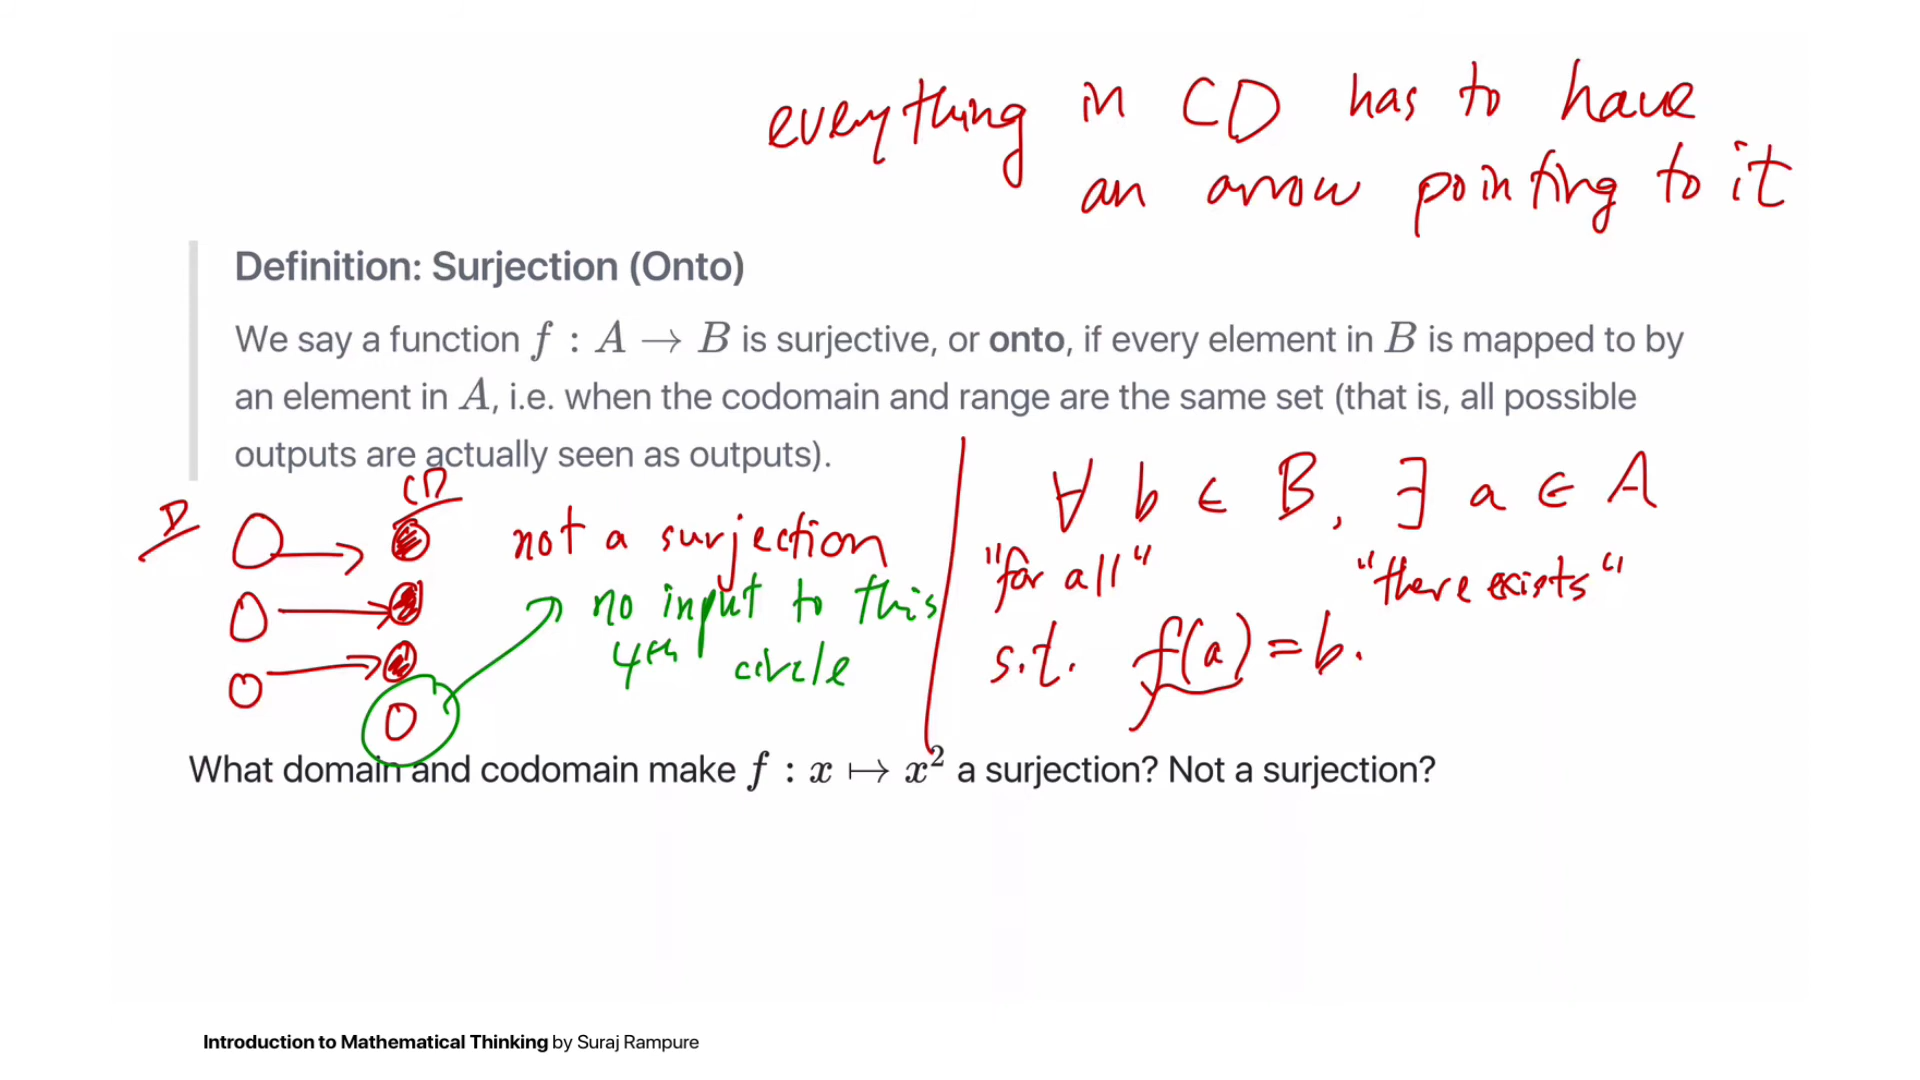 everything in CD has to have
an arrow pointing to it
Definition: Surjection (Onto)
We say a function f : A → B is surjective, or onto, if every element in B is mapped to by
an element in A, i.e. when the codomain and range are the same set (that is, all possible
outputs are actually seen as outputs).
D
CD
not a surjection
no input to this
4th circle
∀ b ∈ B, ∃ a ∈ A
"for all" "there exists"
s.t. f(a) = b.
What domain and codomain make f : x ↦ x² a surjection? Not a surjection?
Introduction to Mathematical Thinking by Suraj Rampure